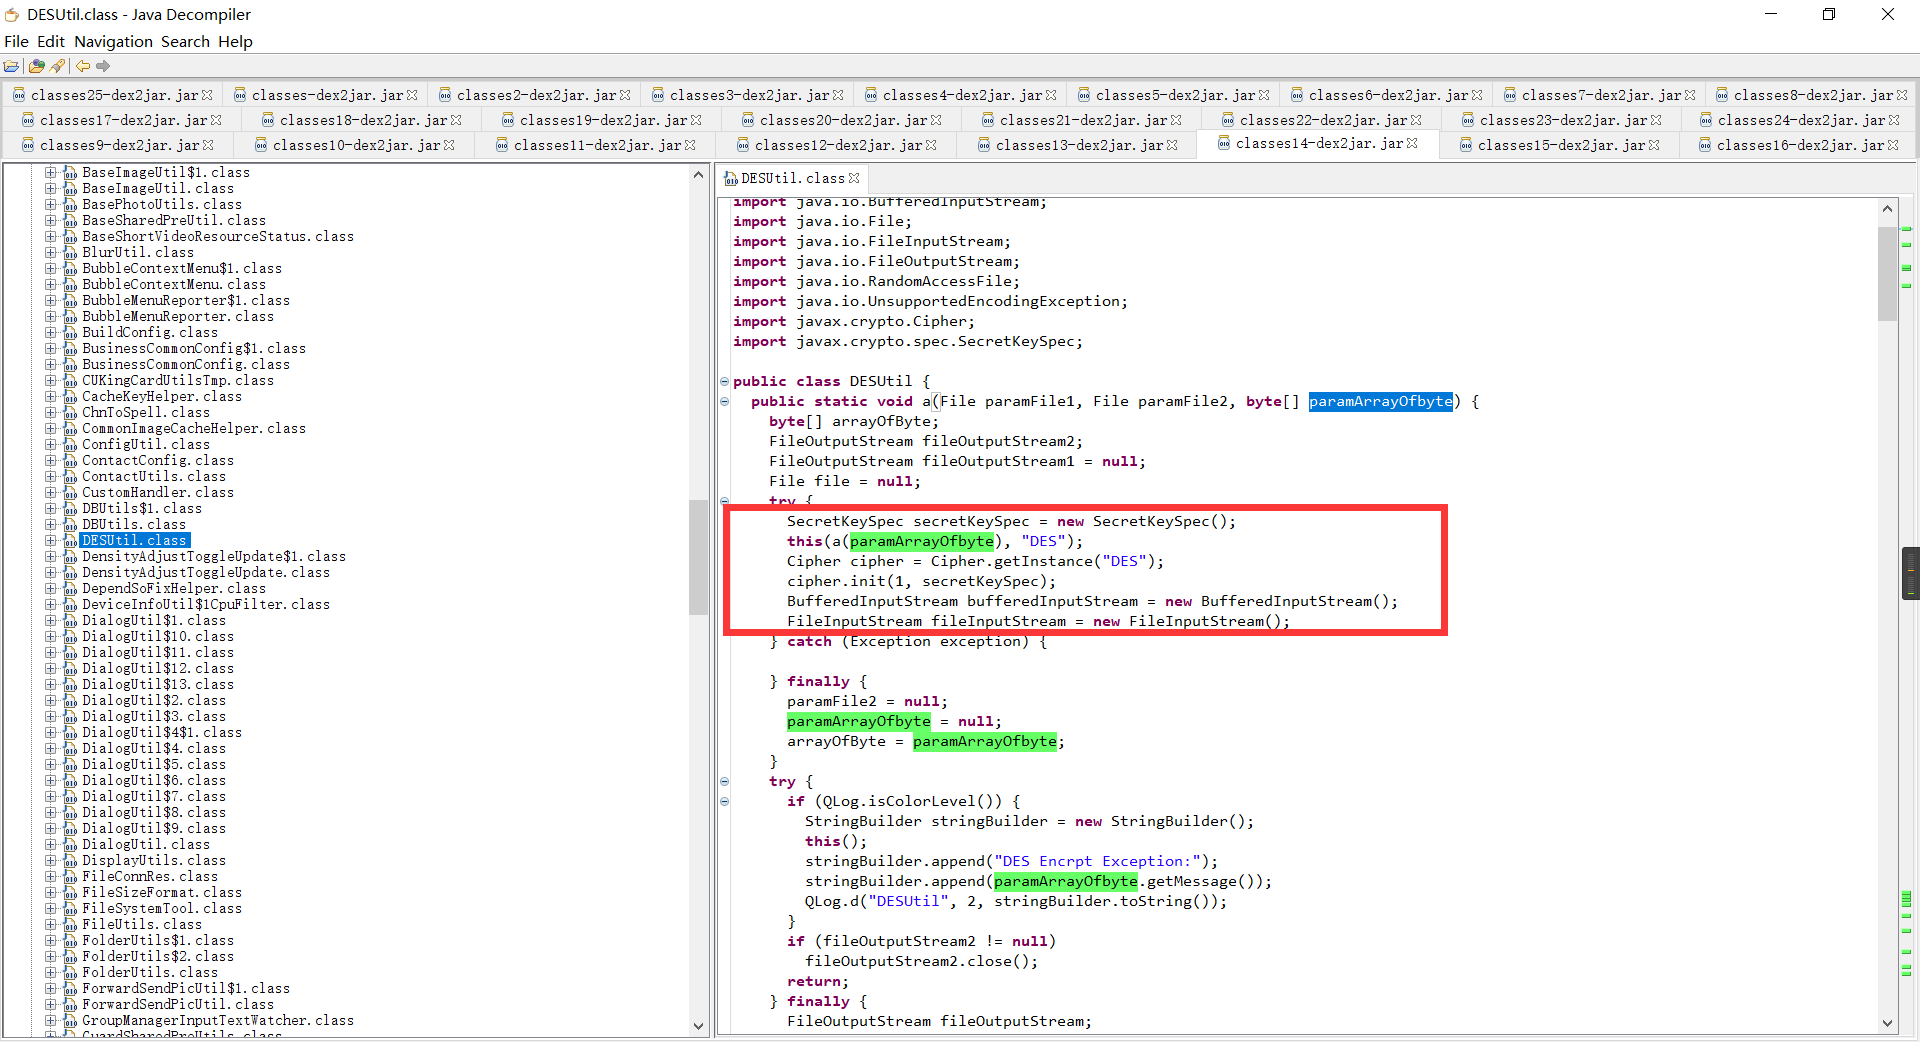 DESUtil.class - Java Decompiler
File Edit Navigation Search Help
classes25-dex2jar.jar classes-dex2jar.jar classes2-dex2jar.jar classes3-dex2jar.jar classes4-dex2jar.jar classes5-dex2jar.jar classes6-dex2jar.jar classes7-dex2jar.jar classes8-dex2jar.jar
classes17-dex2jar.jar classes18-dex2jar.jar classes19-dex2jar.jar classes20-dex2jar.jar classes21-dex2jar.jar classes22-dex2jar.jar classes23-dex2jar.jar classes24-dex2jar.jar
classes9-dex2jar.jar classes10-dex2jar.jar classes11-dex2jar.jar classes12-dex2jar.jar classes13-dex2jar.jar classes14-dex2jar.jar classes15-dex2jar.jar classes16-dex2jar.jar
BaseImageUtil$1.class
BaseImageUtil.class
BasePhotoUtils.class
BaseSharedPreUtil.class
BaseShortVideoResourceStatus.class
BlurUtil.class
BubbleContextMenu$1.class
BubbleContextMenu.class
BubbleMenuReporter$1.class
BubbleMenuReporter.class
BuildConfig.class
BusinessCommonConfig$1.class
BusinessCommonConfig.class
CUKingCardUtilsTmp.class
CacheKeyHelper.class
ChnToSpell.class
CommonImageCacheHelper.class
ConfigUtil.class
ContactConfig.class
ContactUtils.class
CustomHandler.class
DBUtils$1.class
DBUtils.class
DESUtil.class
DensityAdjustToggleUpdate$1.class
DensityAdjustToggleUpdate.class
DependSoFixHelper.class
DeviceInfoUtil$1CpuFilter.class
DialogUtil$1.class
DialogUtil$10.class
DialogUtil$11.class
DialogUtil$12.class
DialogUtil$13.class
DialogUtil$2.class
DialogUtil$3.class
DialogUtil$4$1.class
DialogUtil$4.class
DialogUtil$5.class
DialogUtil$6.class
DialogUtil$7.class
DialogUtil$8.class
DialogUtil$9.class
DialogUtil.class
DisplayUtils.class
FileConnRes.class
FileSizeFormat.class
FileSystemTool.class
FileUtils.class
FolderUtils$1.class
FolderUtils$2.class
FolderUtils.class
ForwardSendPicUtil$1.class
ForwardSendPicUtil.class
GroupManagerInputTextWatcher.class
GuardSharedPreUtils.class
DESUtil.class
import java.io.BufferedInputStream;
import java.io.File;
import java.io.FileInputStream;
import java.io.FileOutputStream;
import java.io.RandomAccessFile;
import java.io.UnsupportedEncodingException;
import javax.crypto.Cipher;
import javax.crypto.spec.SecretKeySpec;
public class DESUtil {
public static void a(File paramFile1, File paramFile2, byte[] paramArrayOfbyte) {
byte[] arrayOfByte;
FileOutputStream fileOutputStream2;
FileOutputStream fileOutputStream1 = null;
File file = null;
try {
SecretKeySpec secretKeySpec = new SecretKeySpec();
this(a(paramArrayOfbyte), "DES");
Cipher cipher = Cipher.getInstance("DES");
cipher.init(1, secretKeySpec);
BufferedInputStream bufferedInputStream = new BufferedInputStream();
FileInputStream fileInputStream = new FileInputStream();
} catch (Exception exception) {
} finally {
paramFile2 = null;
paramArrayOfbyte = null;
arrayOfByte = paramArrayOfbyte;
}
try {
if (QLog.isColorLevel()) {
StringBuilder stringBuilder = new StringBuilder();
this();
stringBuilder.append("DES Encrpt Exception:");
stringBuilder.append(paramArrayOfbyte.getMessage());
QLog.d("DESUtil", 2, stringBuilder.toString());
}
if (fileOutputStream2 != null)
fileOutputStream2.close();
return;
} finally {
FileOutputStream fileOutputStream;